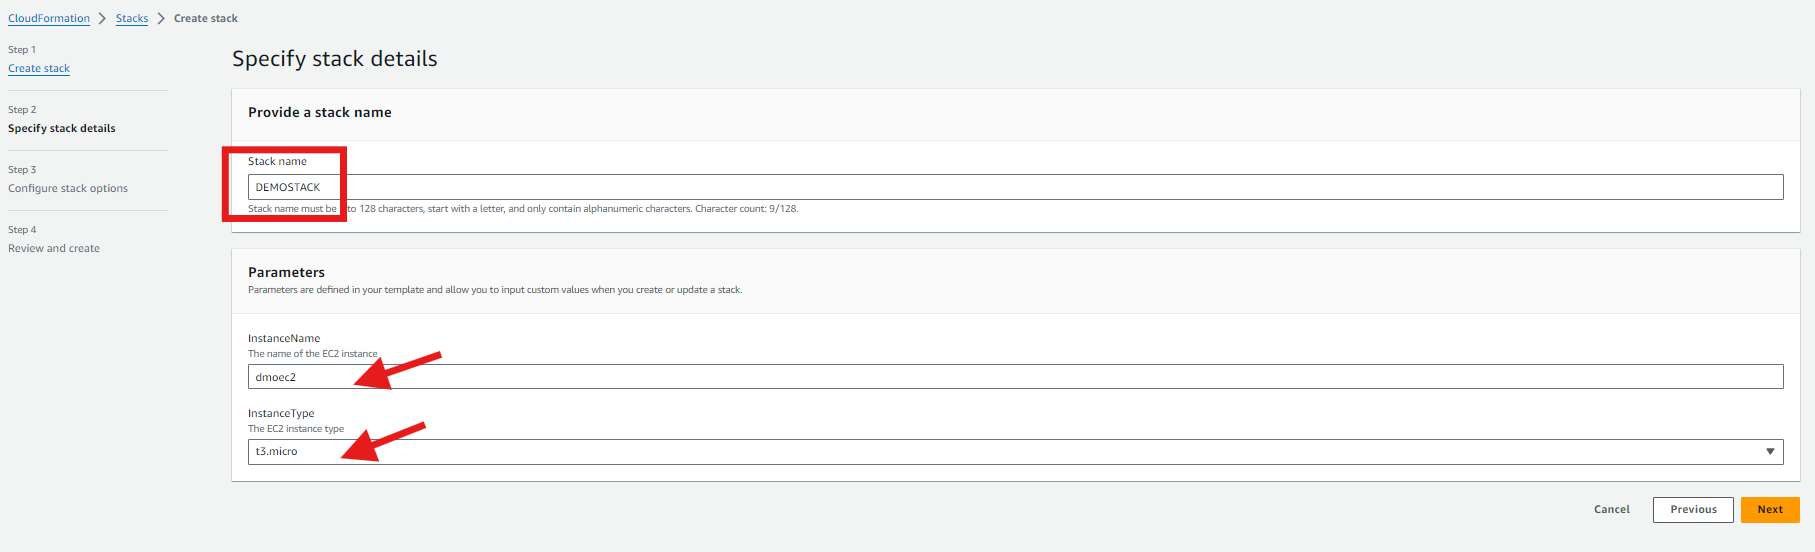 CloudFormation > Stacks > Create stack
Step 1
Create stack
Step 2
Specify stack details
Step 3
Configure stack options
Step 4
Review and create
Specify stack details
Provide a stack name
Stack name
DEMOSTACK
Stack name must be to 128 characters, start with a letter, and only contain alphanumeric characters. Character count: 9/128.
Parameters
Parameters are defined in your template and allow you to input custom values when you create or update a stack.
InstanceName
The name of the EC2 instance
dmoec2
InstanceType
The EC2 instance type
t3.micro
Cancel
Previous
Next